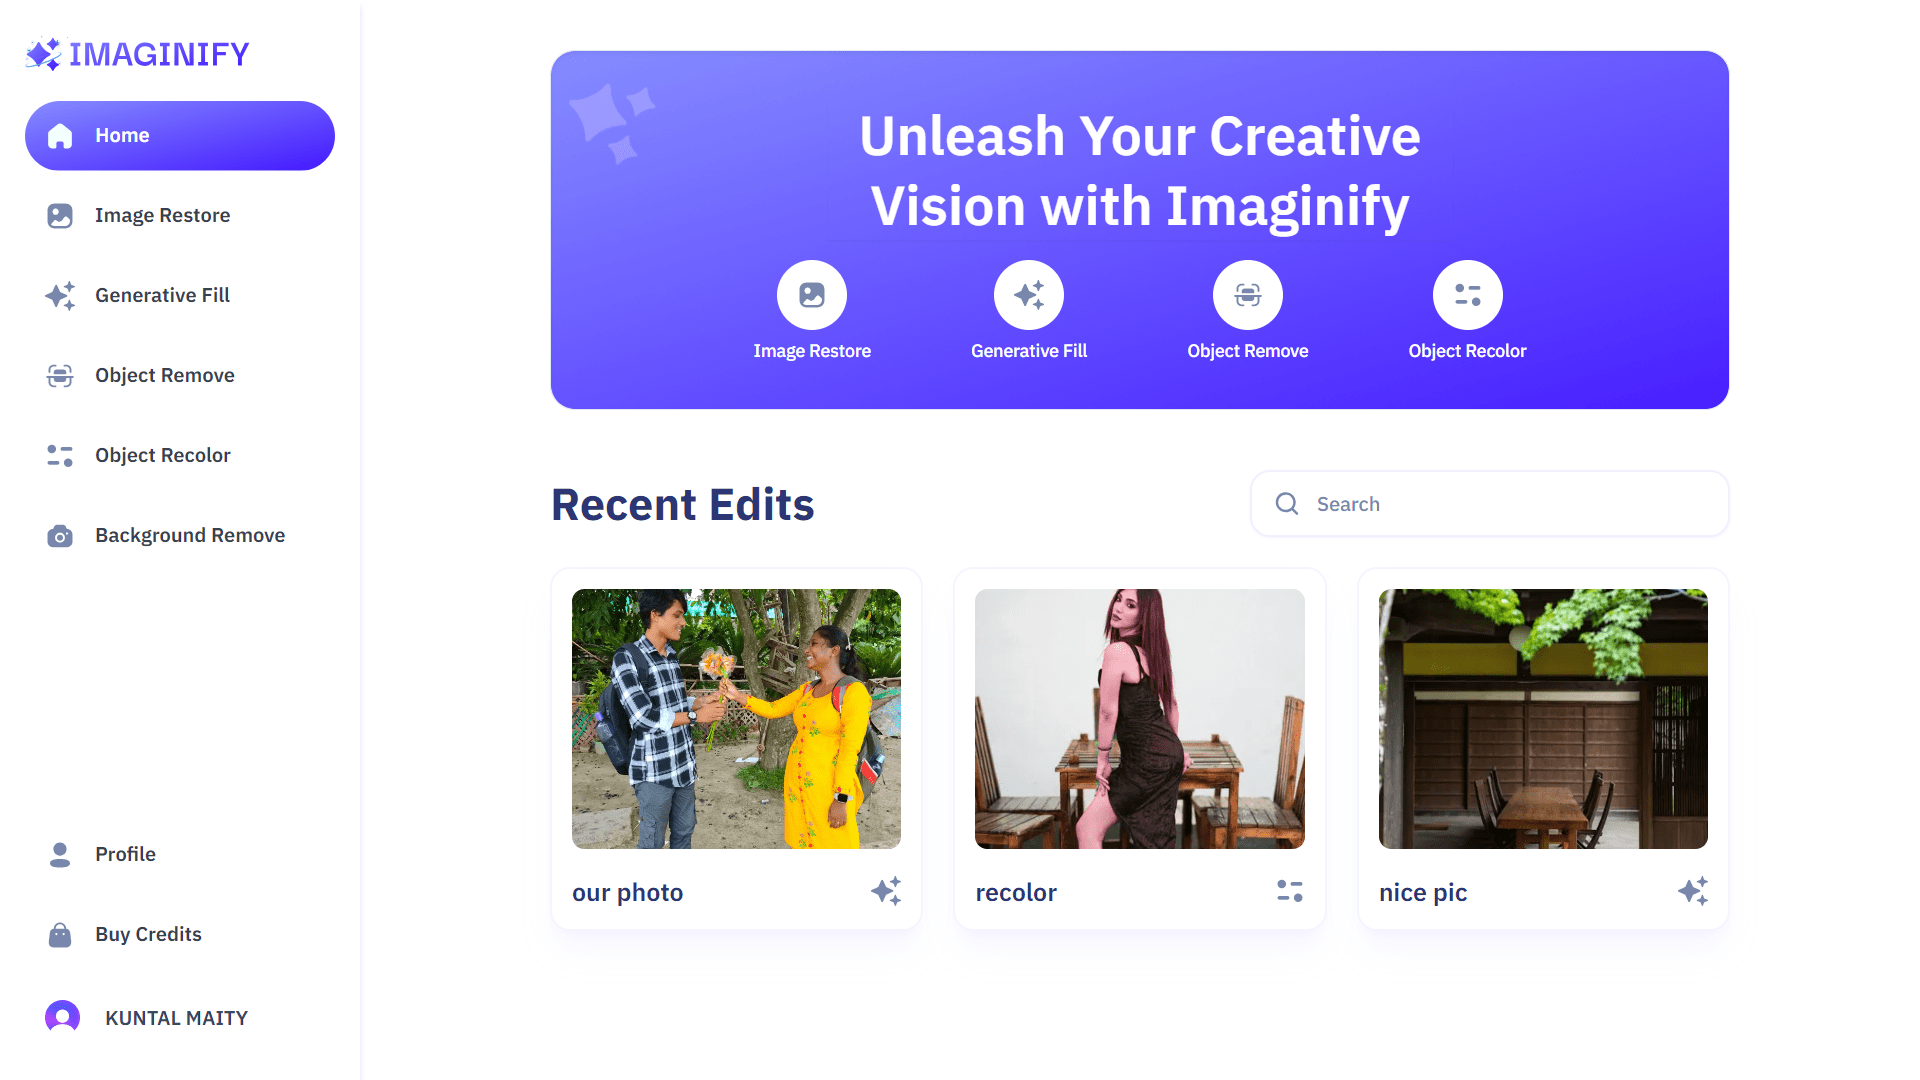 IMAGINIFY
Home
Image Restore
Generative Fill
Object Remove
Object Recolor
Background Remove
Profile
Buy Credits
KUNTAL MAITY
Unleash Your Creative
Vision with Imaginify
Image Restore
Generative Fill
Object Remove
Object Recolor
Recent Edits
Search
our photo
recolor
nice pic